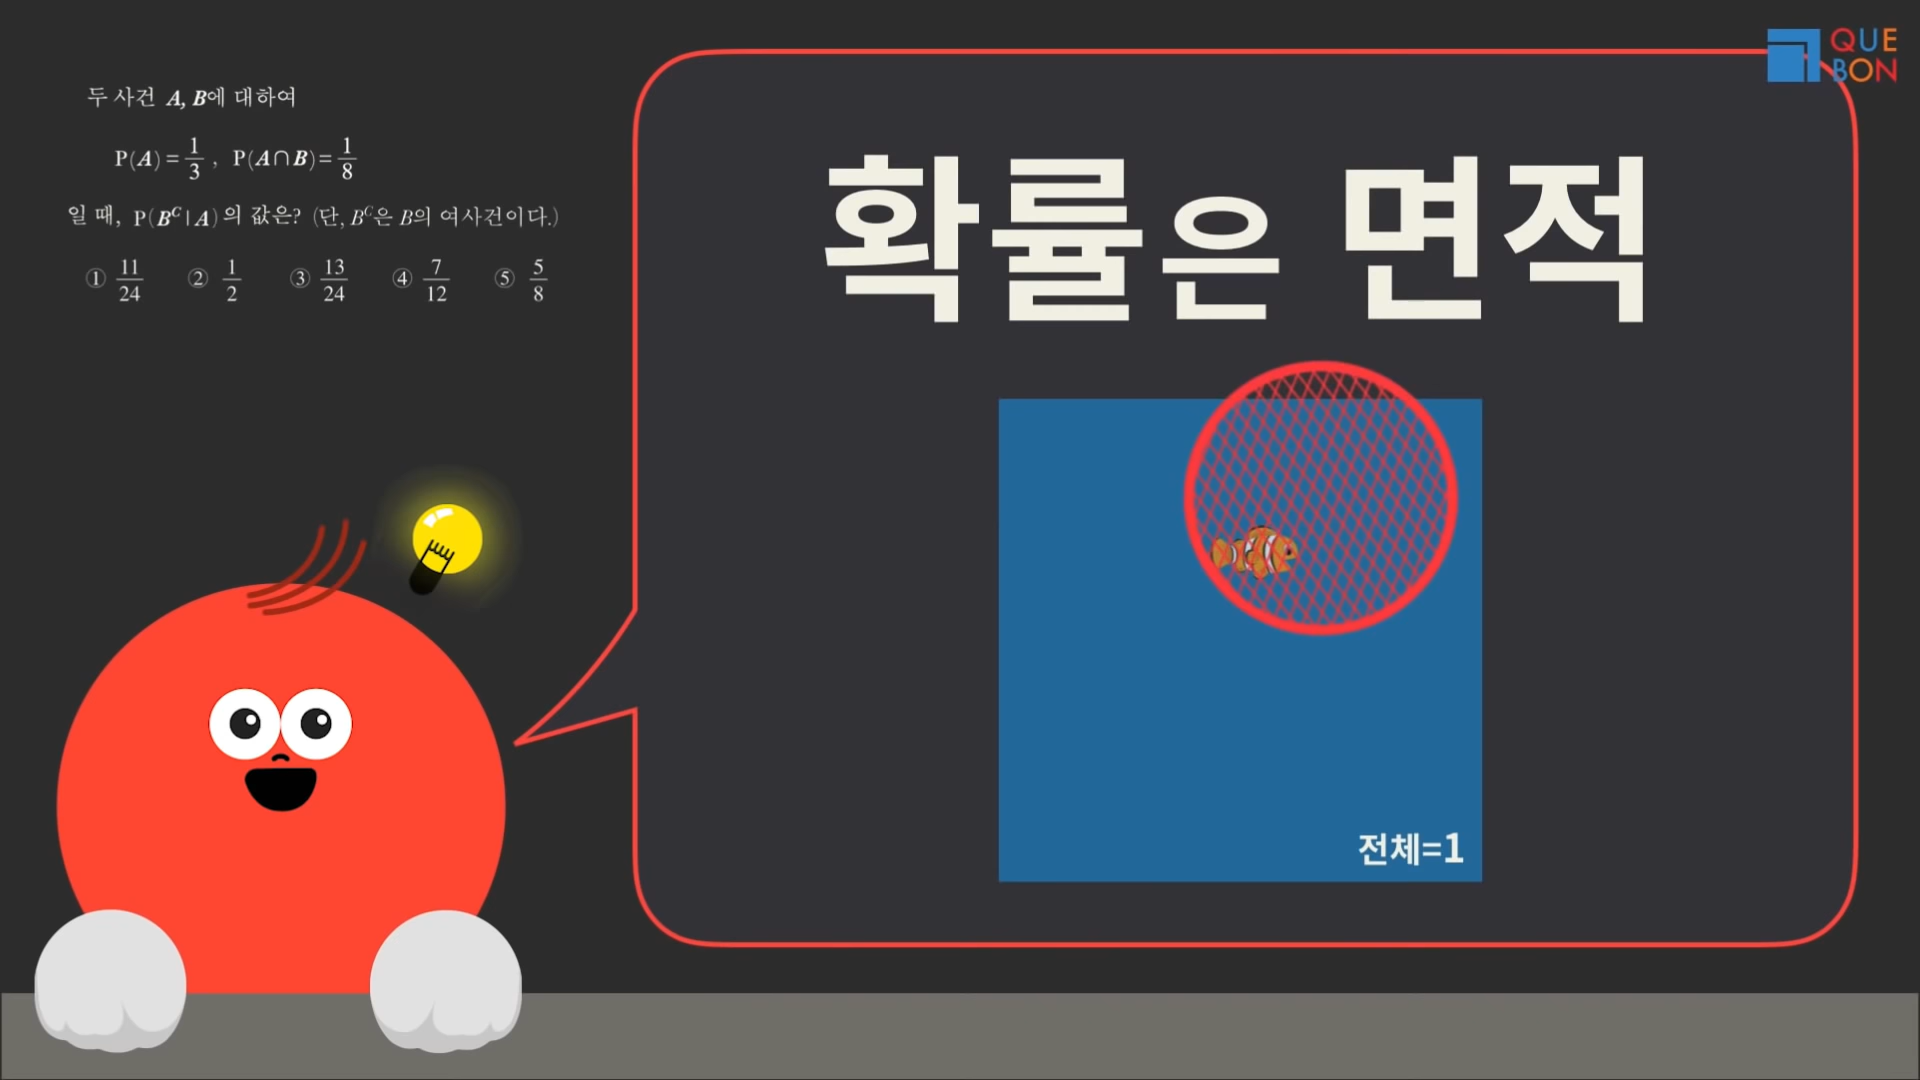 두 사건 A, B에 대하여
P(A) = 1/3 , P(A∩B) = 1/8
일 때, P(B^C | A)의 값은? (단, B^C은 B의 여사건이다.)
① 11/24 ② 1/2 ③ 13/24 ④ 7/12 ⑤ 5/8
QUE
BON
확률은 면적
전체=1